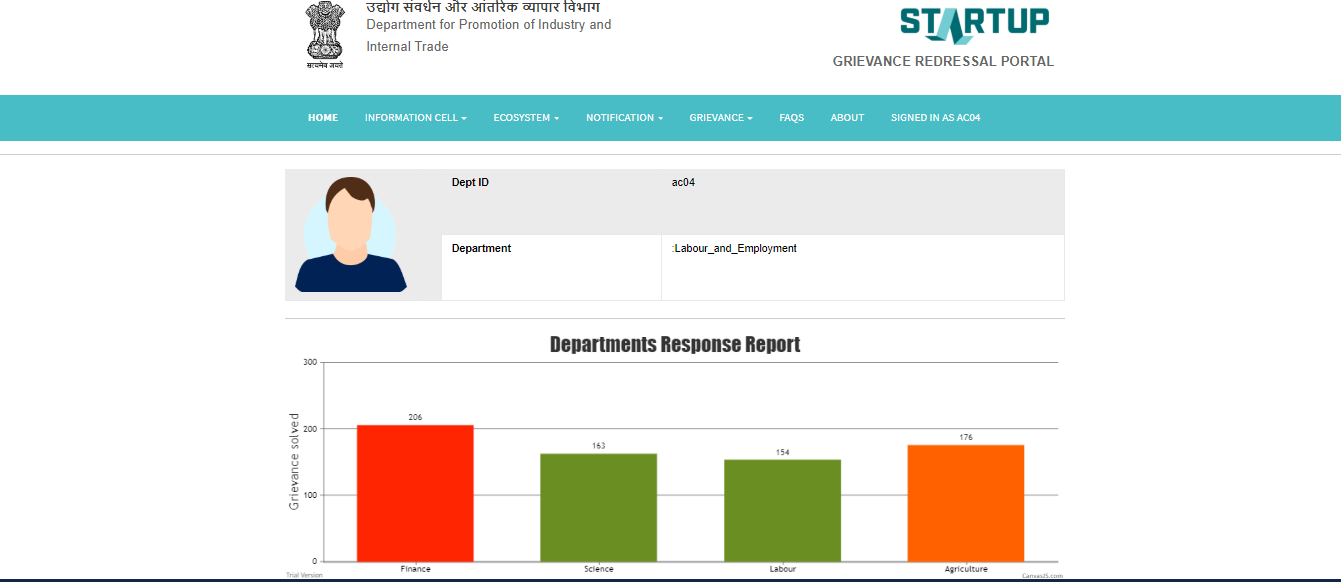 उद्योग संवर्धन और आंतरिक व्यापार विभाग
Department for Promotion of Industry and
Internal Trade
सत्यमेव जयते
STARTUP
GRIEVANCE REDRESSAL PORTAL
HOME INFORMATION CELL ECOSYSTEM NOTIFICATION GRIEVANCE FAQS ABOUT SIGNED IN AS AC04
Dept ID ac04
Department :Labour_and_Employment
Departments Response Report
Grievance solved
300
200
100
0
206
163
154
176
Finance Science Labour Agriculture
Trial Version CanvasJS.com